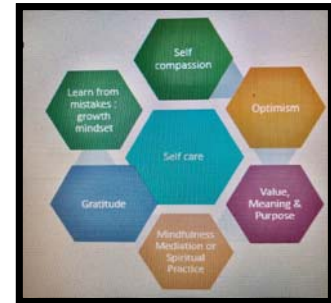 Self
compassion
Learn from
mistakes :
growth
mindset
Optimism
Self care
Gratitude
Value,
Meaning &
Purpose
Mindfulness
Mediation or
Spiritual
Practice